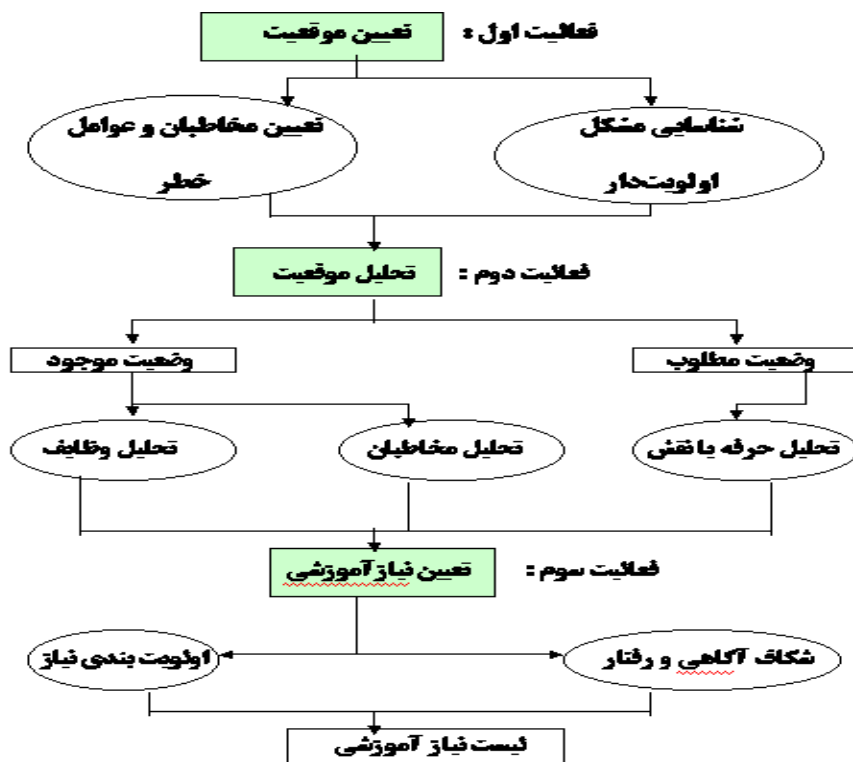 فعالیت اول : تعیین موقعیت
شناسایی مشکل
اولویت‌دار
تعیین مخاطبان و عوامل
خطر
فعالیت دوم : تحلیل موقعیت
وضعیت مطلوب
وضعیت موجود
تحلیل حرفه یا نقش
تحلیل مخاطبان
تحلیل وظایف
فعالیت سوم : تعیین نیاز آموزشی
شکاف آگاهی و رفتار
اولویت بندی نیاز
لیست نیاز آموزشی